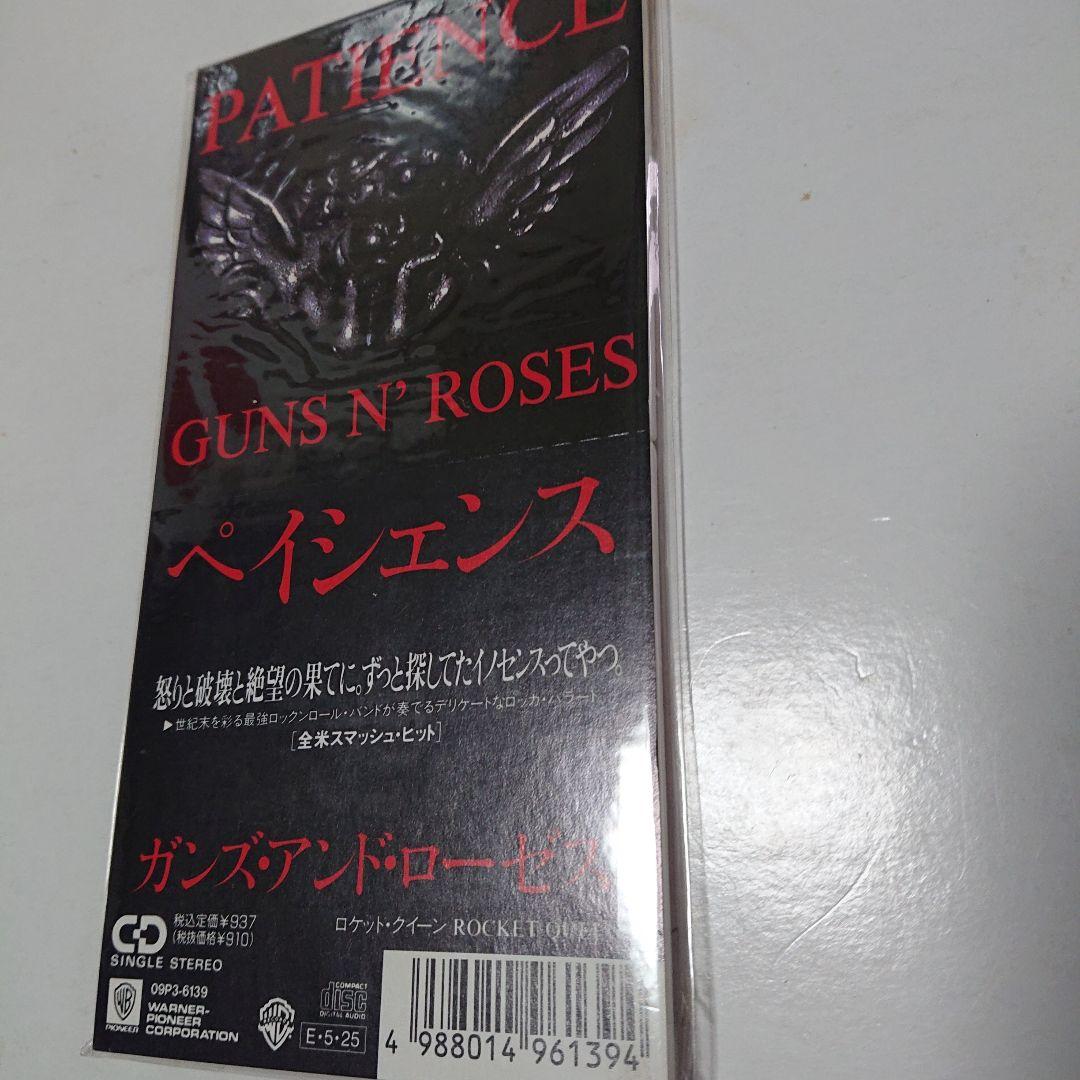 PATIENCE
GUNS N' ROSES
ペイシェンス
怒りと破壊と絶望の果てに。ずっと探してたイノセンスってやつ。
▶世紀末を彩る最強ロックンロール・バンドが奏でるデリケートなロッカ・バラード
[全米スマッシュ・ヒット]
ガンズ・アンド・ローゼス
ロケット・クイーン ROCKET QUEEN
CD
SINGLE STEREO
税込定価¥937
(税抜価格¥910)
WB
PIONEER
09P3-6139
WARNER-
PIONEER
CORPORATION
COMPACT
disc
DIGITAL AUDIO
E・5・25
4 988014 961394